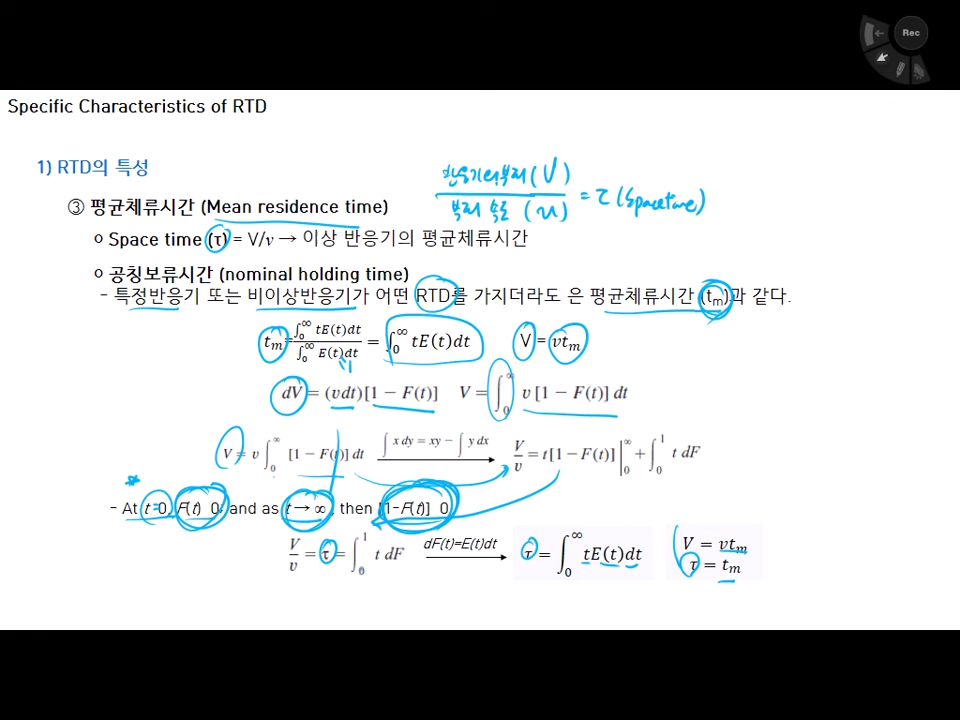 Rec
Specific Characteristics of RTD
1) RTD의 특성
반응기의부피(V)
부피 속도 (v) = τ (Spacetime)
③ 평균체류시간 (Mean residence time)
o Space time (τ) = V/v → 이상 반응기의 평균체류시간
o 공칭보류시간 (nominal holding time)
- 특정반응기 또는 비이상반응기가 어떤 RTD를 가지더라도 은 평균체류시간 (tₘ)과 같다.
tₘ= ∫₀^∞ tE(t)dt / ∫₀^∞ E(t)dt = ∫₀^∞ tE(t)dt V = vtₘ
"1
dV = (vdt)[1 − F(t)] V = ∫₀^∞ v [1 − F(t)] dt
V = v ∫₀^∞ [1 − F(t)] dt ∫ x dy = xy − ∫ y dx V/v = t[1 − F(t)]|₀^∞ + ∫₀^1 t dF
- At t=0, F(t) 0, and as t → ∞, then [1-F(t)] 0
V/v = τ = ∫₀^1 t dF dF(t)=E(t)dt τ = ∫₀^∞ tE(t)dt V = vtₘ
τ = tₘ